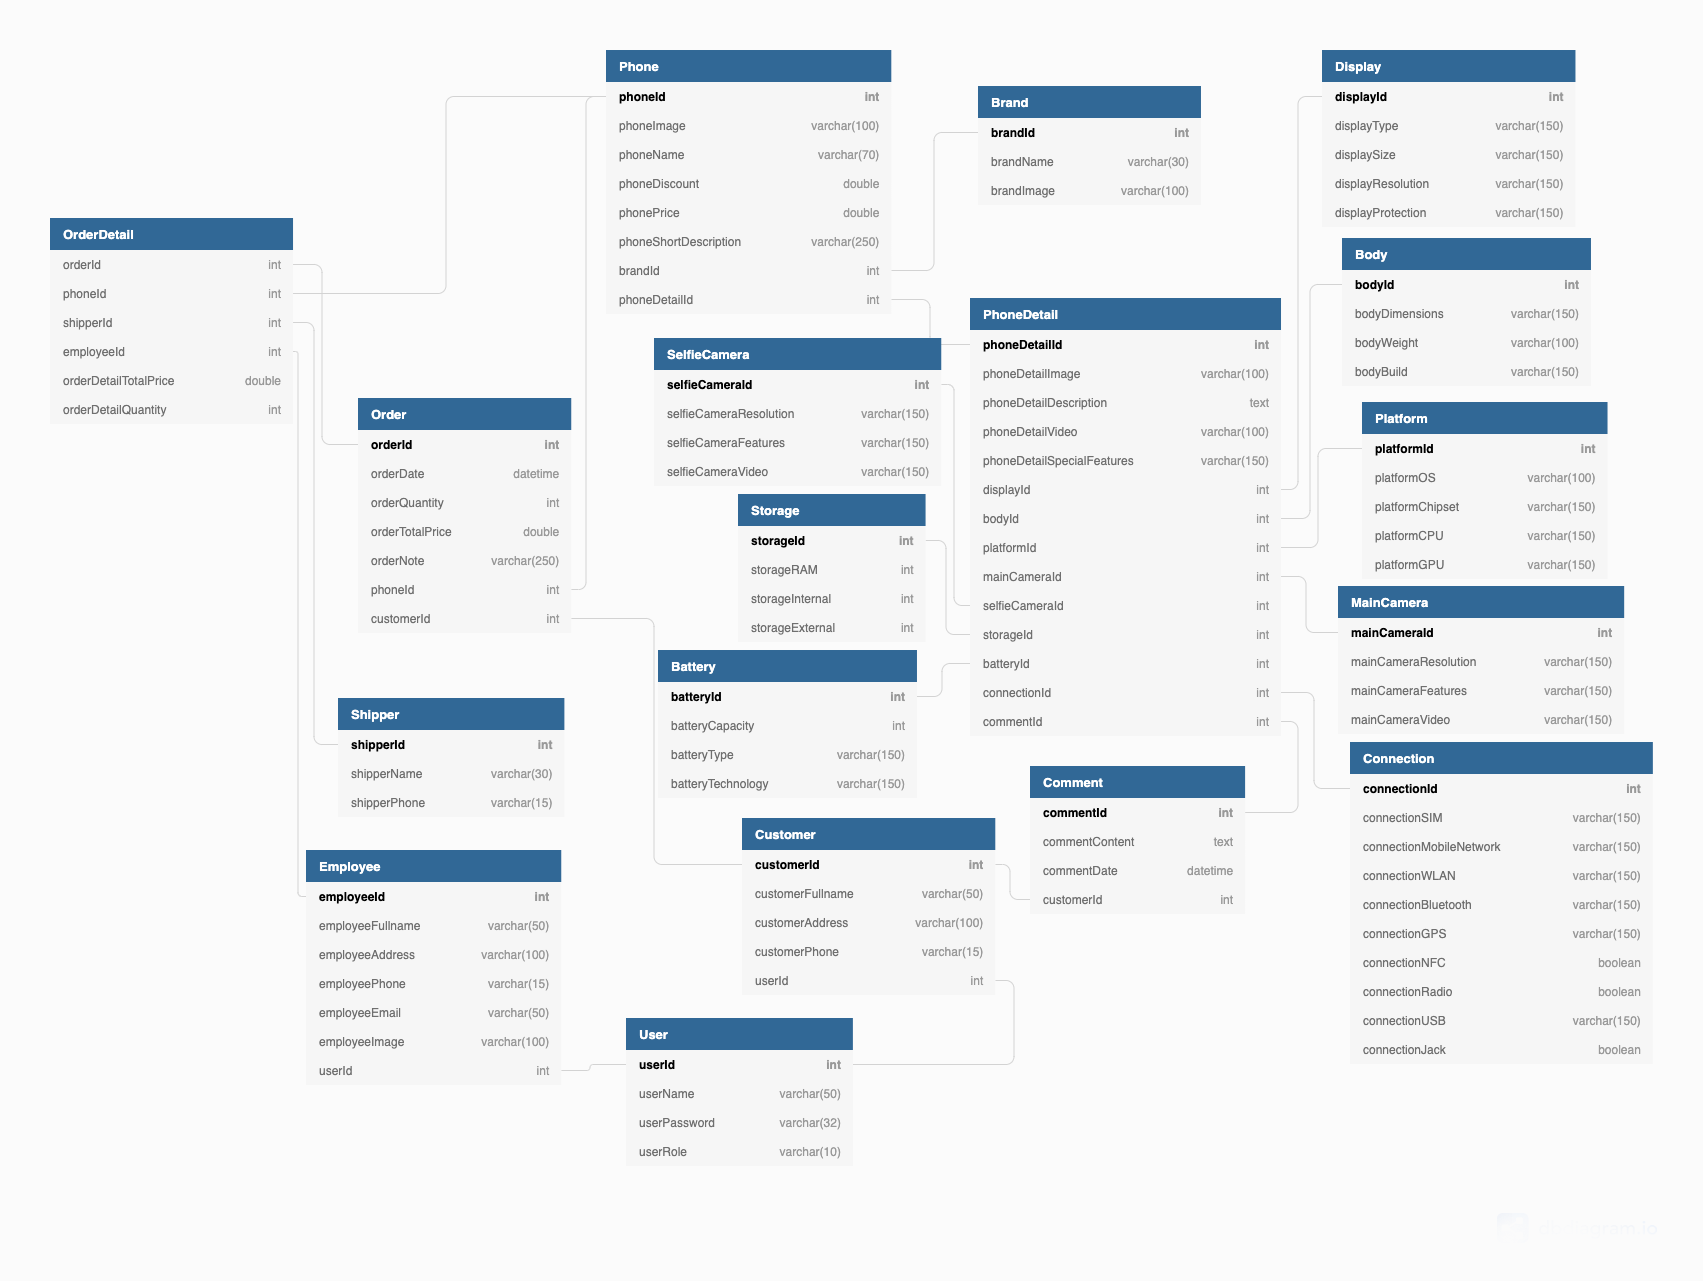 Phone
phoneId int
phoneImage varchar(100)
phoneName varchar(70)
phoneDiscount double
phonePrice double
phoneShortDescription varchar(250)
brandId int
phoneDetailId int
Brand
brandId int
brandName varchar(30)
brandImage varchar(100)
Display
displayId int
displayType varchar(150)
displaySize varchar(150)
displayResolution varchar(150)
displayProtection varchar(150)
OrderDetail
orderId int
phoneId int
shipperId int
employeeId int
orderDetailTotalPrice double
orderDetailQuantity int
Body
bodyId int
bodyDimensions varchar(150)
bodyWeight varchar(100)
bodyBuild varchar(150)
PhoneDetail
phoneDetailId int
phoneDetailImage varchar(100)
phoneDetailDescription text
phoneDetailVideo varchar(100)
phoneDetailSpecialFeatures varchar(150)
displayId int
bodyId int
platformId int
mainCameraId int
selfieCameraId int
storageId int
batteryId int
connectionId int
commentId int
SelfieCamera
selfieCameraId int
selfieCameraResolution varchar(150)
selfieCameraFeatures varchar(150)
selfieCameraVideo varchar(150)
Order
orderId int
orderDate datetime
orderQuantity int
orderTotalPrice double
orderNote varchar(250)
phoneId int
customerId int
Platform
platformId int
platformOS varchar(100)
platformChipset varchar(150)
platformCPU varchar(150)
platformGPU varchar(150)
Storage
storageId int
storageRAM int
storageInternal int
storageExternal int
MainCamera
mainCameraId int
mainCameraResolution varchar(150)
mainCameraFeatures varchar(150)
mainCameraVideo varchar(150)
Battery
batteryId int
batteryCapacity int
batteryType varchar(150)
batteryTechnology varchar(150)
Shipper
shipperId int
shipperName varchar(30)
shipperPhone varchar(15)
Connection
connectionId int
connectionSIM varchar(150)
connectionMobileNetwork varchar(150)
connectionWLAN varchar(150)
connectionBluetooth varchar(150)
connectionGPS varchar(150)
connectionNFC boolean
connectionRadio boolean
connectionUSB varchar(150)
connectionJack boolean
Comment
commentId int
commentContent text
commentDate datetime
customerId int
Customer
customerId int
customerFullname varchar(50)
customerAddress varchar(100)
customerPhone varchar(15)
userId int
Employee
employeeId int
employeeFullname varchar(50)
employeeAddress varchar(100)
employeePhone varchar(15)
employeeEmail varchar(50)
employeeImage varchar(100)
userId int
User
userId int
userName varchar(50)
userPassword varchar(32)
userRole varchar(10)